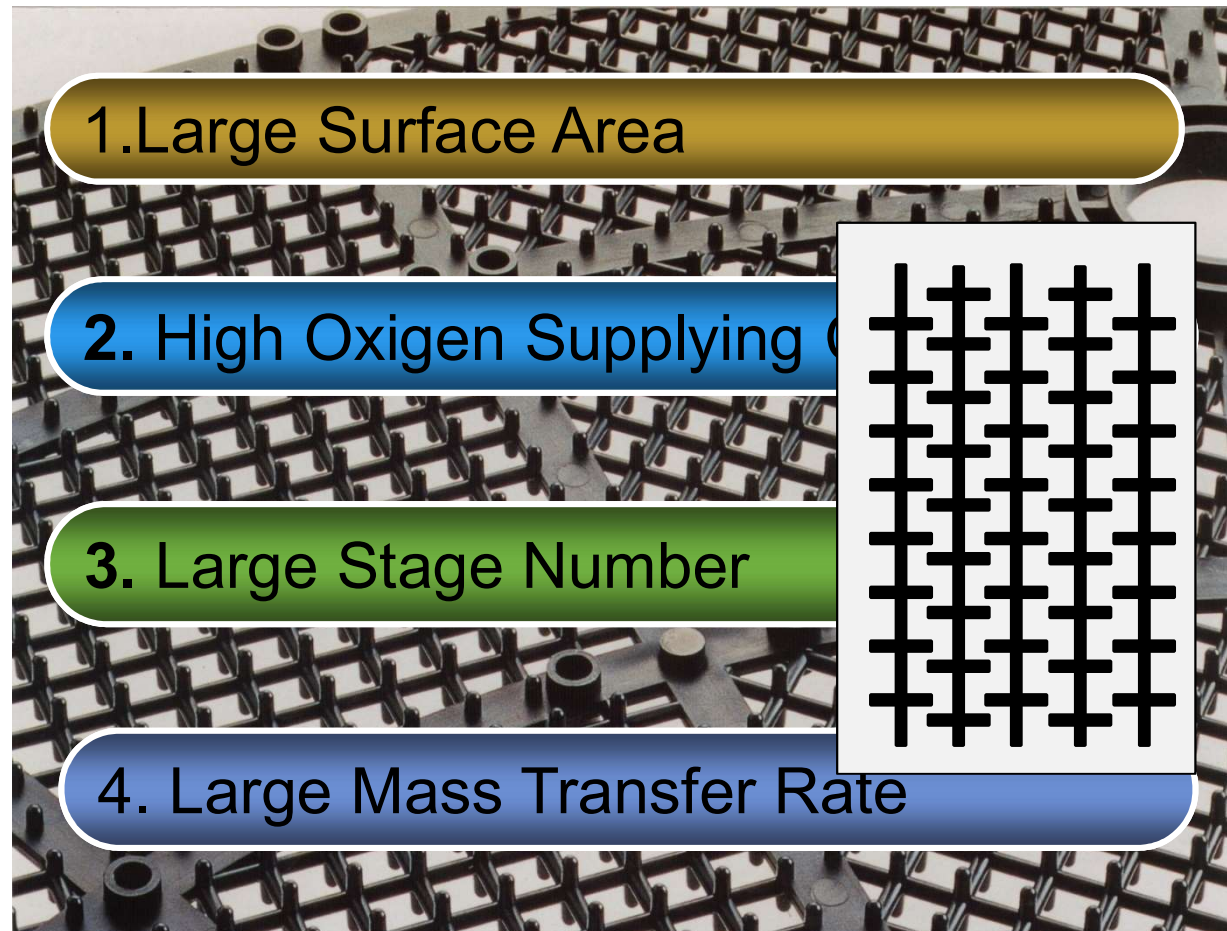 1.Large Surface Area
2. High Oxigen Supplying
3. Large Stage Number
4. Large Mass Transfer Rate